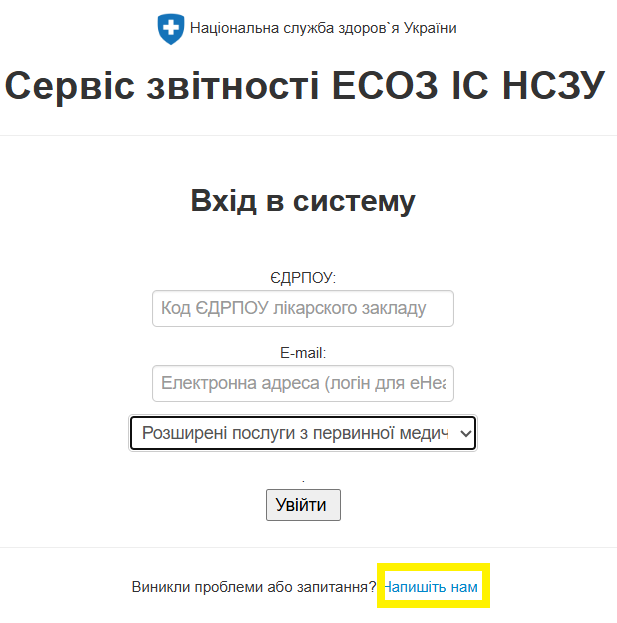 Національна служба здоров`я України
Сервіс звітності ЕСОЗ ІС НСЗУ
Вхід в систему
ЄДРПОУ:
Код ЄДРПОУ лікарского закладу
E-mail:
Електронна адреса (логін для eHea
Розширені послуги з первинної медич
.
Увійти
Виникли проблеми або запитання? Напишіть нам